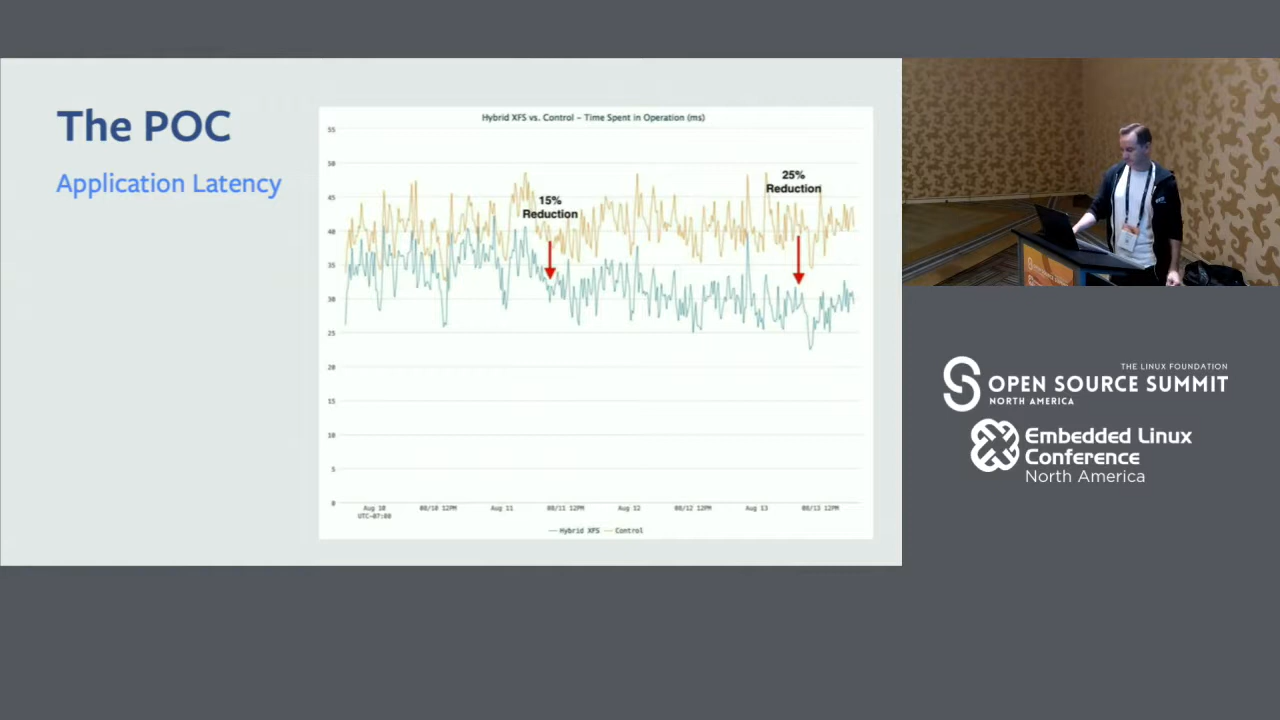 The POC
Application Latency
Hybrid XFS vs. Control – Time Spent in Operation (ms)
55
50
45
40
35
30
25
20
15
10
5
0
15%
Reduction
25%
Reduction
Aug 10
UTC-07:00
08/10 12PM
Aug 11
08/11 12PM
Aug 12
08/12 12PM
Aug 13
08/13 12PM
Hybrid XFS
Control
THE LINUX FOUNDATION
OPEN SOURCE SUMMIT
NORTH AMERICA
Embedded Linux
Conference
North America